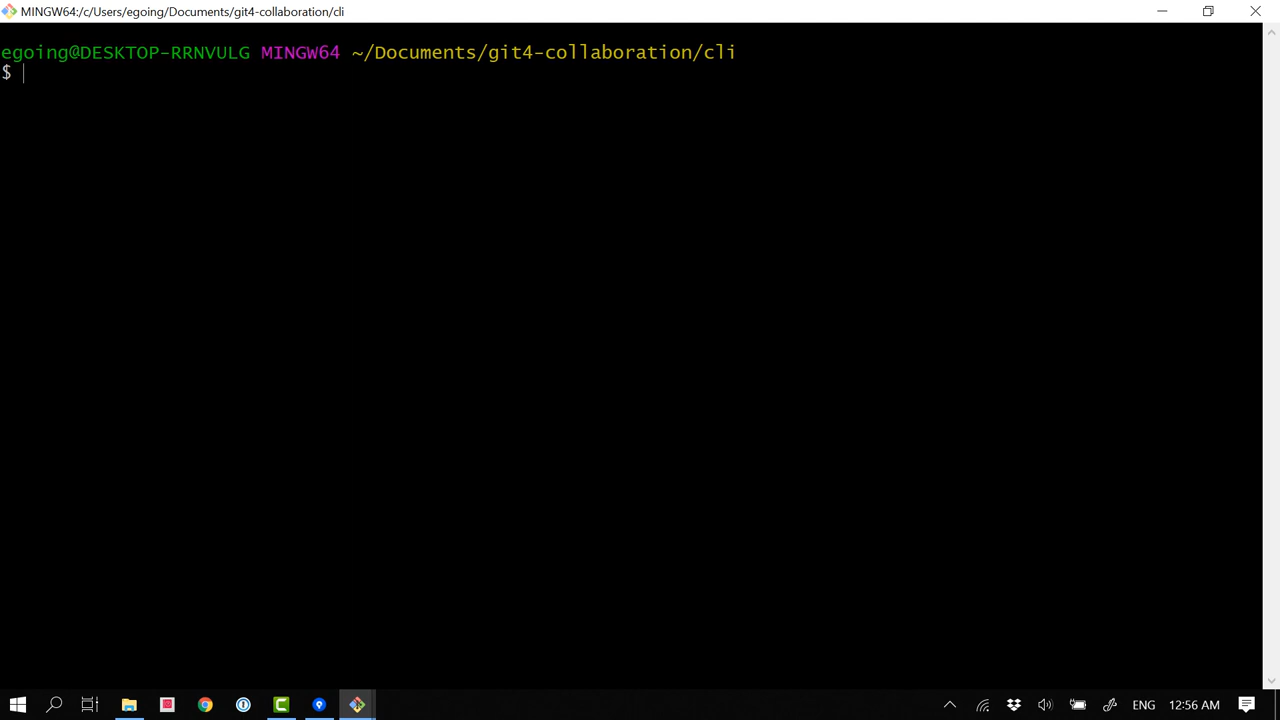 MINGW64:/c/Users/egoing/Documents/git4-collaboration/cli
egoing@DESKTOP-RRNVULG MINGW64 ~/Documents/git4-collaboration/cli
$
ENG
12:56 AM